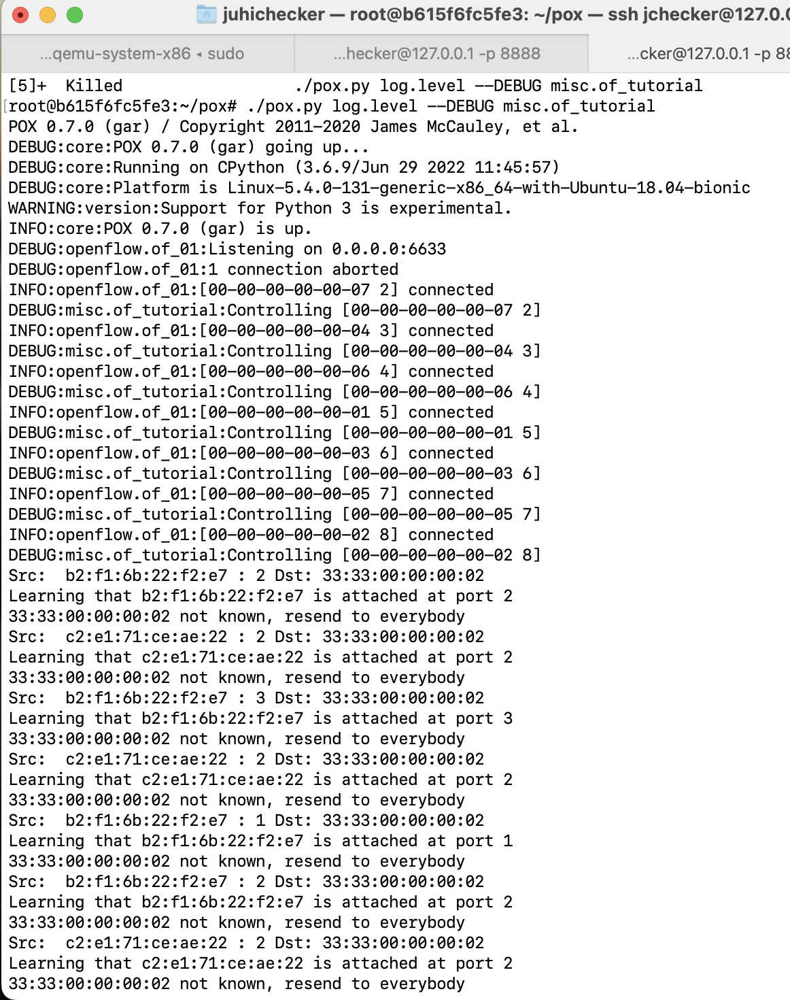 juhichecker — root@b615f6fc5fe3: ~/pox — ssh jchecker@127.0.
...qemu-system-x86 ◂ sudo
...hecker@127.0.0.1 -p 8888
...cker@127.0.0.1 -p 88
[5]+  Killed                  ./pox.py log.level --DEBUG misc.of_tutorial
[root@b615f6fc5fe3:~/pox# ./pox.py log.level --DEBUG misc.of_tutorial
POX 0.7.0 (gar) / Copyright 2011-2020 James McCauley, et al.
DEBUG:core:POX 0.7.0 (gar) going up...
DEBUG:core:Running on CPython (3.6.9/Jun 29 2022 11:45:57)
DEBUG:core:Platform is Linux-5.4.0-131-generic-x86_64-with-Ubuntu-18.04-bionic
WARNING:version:Support for Python 3 is experimental.
INFO:core:POX 0.7.0 (gar) is up.
DEBUG:openflow.of_01:Listening on 0.0.0.0:6633
DEBUG:openflow.of_01:1 connection aborted
INFO:openflow.of_01:[00-00-00-00-00-07 2] connected
DEBUG:misc.of_tutorial:Controlling [00-00-00-00-00-07 2]
INFO:openflow.of_01:[00-00-00-00-00-04 3] connected
DEBUG:misc.of_tutorial:Controlling [00-00-00-00-00-04 3]
INFO:openflow.of_01:[00-00-00-00-00-06 4] connected
DEBUG:misc.of_tutorial:Controlling [00-00-00-00-00-06 4]
INFO:openflow.of_01:[00-00-00-00-00-01 5] connected
DEBUG:misc.of_tutorial:Controlling [00-00-00-00-00-01 5]
INFO:openflow.of_01:[00-00-00-00-00-03 6] connected
DEBUG:misc.of_tutorial:Controlling [00-00-00-00-00-03 6]
INFO:openflow.of_01:[00-00-00-00-00-05 7] connected
DEBUG:misc.of_tutorial:Controlling [00-00-00-00-00-05 7]
INFO:openflow.of_01:[00-00-00-00-00-02 8] connected
DEBUG:misc.of_tutorial:Controlling [00-00-00-00-00-02 8]
Src:  b2:f1:6b:22:f2:e7 : 2 Dst: 33:33:00:00:00:02
Learning that b2:f1:6b:22:f2:e7 is attached at port 2
33:33:00:00:00:02 not known, resend to everybody
Src:  c2:e1:71:ce:ae:22 : 2 Dst: 33:33:00:00:00:02
Learning that c2:e1:71:ce:ae:22 is attached at port 2
33:33:00:00:00:02 not known, resend to everybody
Src:  b2:f1:6b:22:f2:e7 : 3 Dst: 33:33:00:00:00:02
Learning that b2:f1:6b:22:f2:e7 is attached at port 3
33:33:00:00:00:02 not known, resend to everybody
Src:  c2:e1:71:ce:ae:22 : 2 Dst: 33:33:00:00:00:02
Learning that c2:e1:71:ce:ae:22 is attached at port 2
33:33:00:00:00:02 not known, resend to everybody
Src:  b2:f1:6b:22:f2:e7 : 1 Dst: 33:33:00:00:00:02
Learning that b2:f1:6b:22:f2:e7 is attached at port 1
33:33:00:00:00:02 not known, resend to everybody
Src:  b2:f1:6b:22:f2:e7 : 2 Dst: 33:33:00:00:00:02
Learning that b2:f1:6b:22:f2:e7 is attached at port 2
33:33:00:00:00:02 not known, resend to everybody
Src:  c2:e1:71:ce:ae:22 : 2 Dst: 33:33:00:00:00:02
Learning that c2:e1:71:ce:ae:22 is attached at port 2
33:33:00:00:00:02 not known, resend to everybody